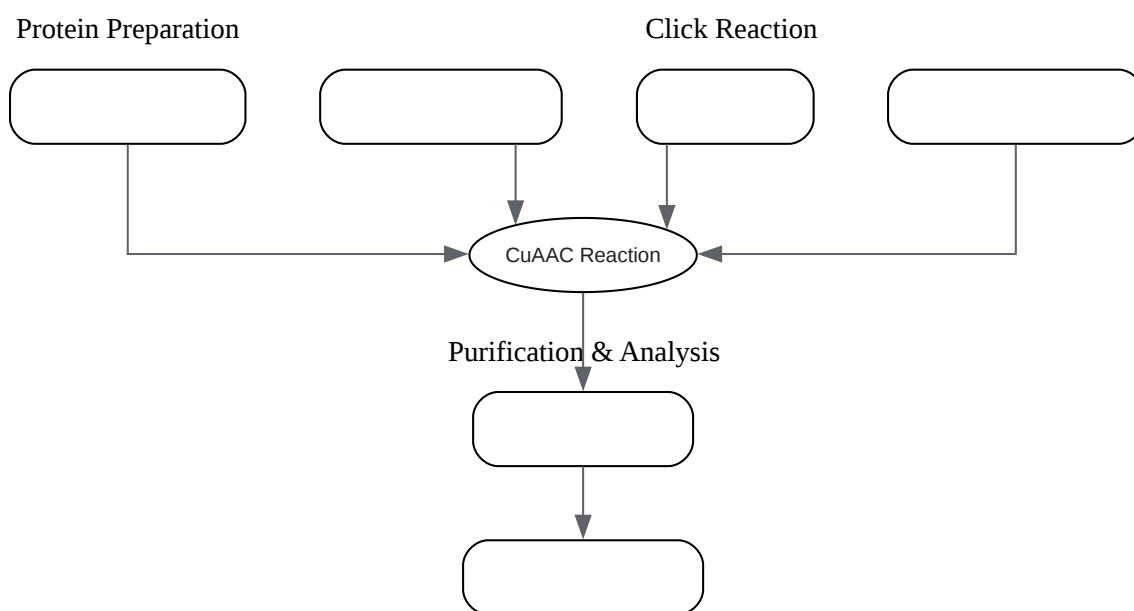 Protein Preparation
Click Reaction
CuAAC Reaction
Purification & Analysis